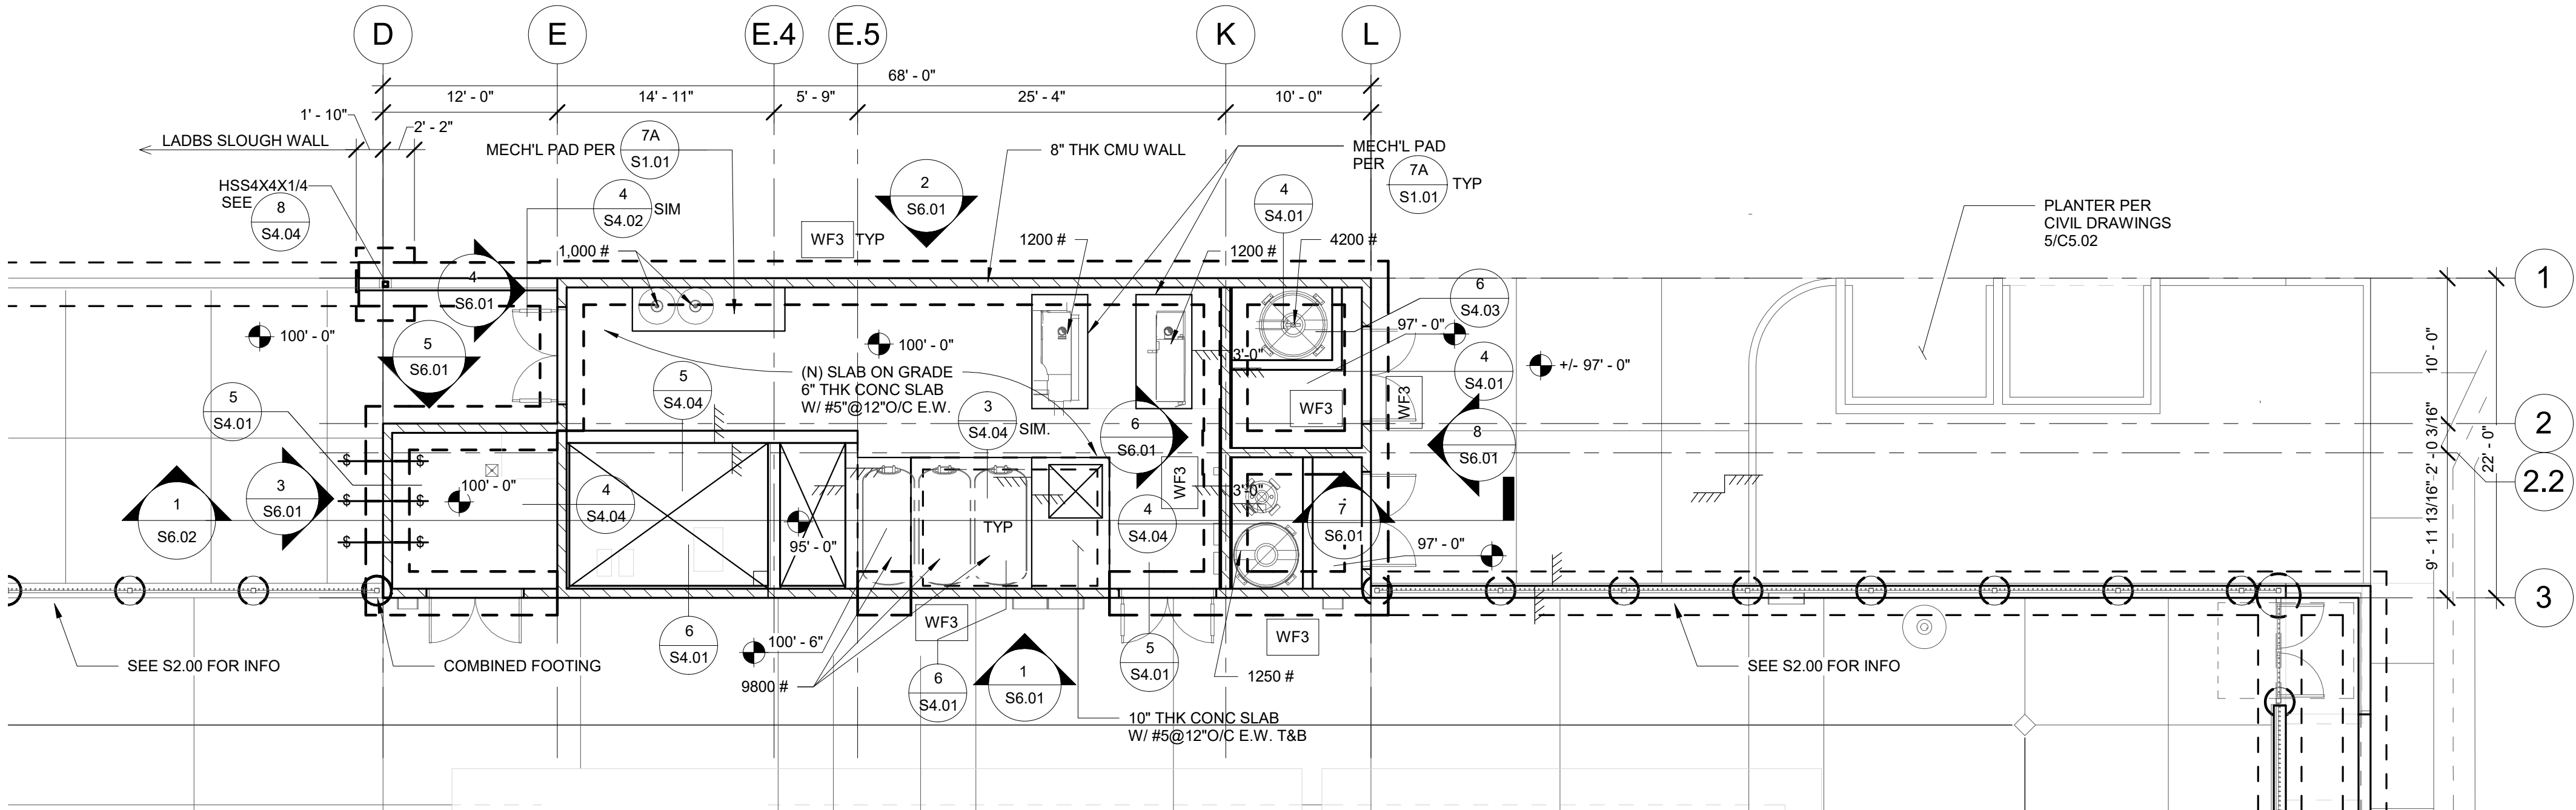 D
E
E.4
E.5
K
L
68' - 0"
12' - 0"
14' - 11"
5' - 9"
25' - 4"
10' - 0"
1' - 10"
2' - 2"
LADBS SLOUGH WALL
MECH'L PAD PER
7A
S1.01
8" THK CMU WALL
MECH'L PAD
PER
7A
S1.01
TYP
HSS4X4X1/4
SEE
8
S4.04
4
S4.02
SIM
2
S6.01
4
S4.01
PLANTER PER
CIVIL DRAWINGS
5/C5.02
WF3
TYP
1,000 #
1200 #
1200 #
4200 #
1
4
S6.01
6
S4.03
100' - 0"
5
S6.01
100' - 0"
97' - 0"
3'-0"
4
S4.01
+/- 97' - 0"
10' - 0"
(N) SLAB ON GRADE
6" THK CONC SLAB
W/ #5"@12"O/C E.W.
5
S4.04
5
S4.01
3
S4.04
SIM.
WF3
WF3
6
S6.01
8
S6.01
2
2' - 0 3/16"
22' - 0"
$
$
$
$
$
$
3
S6.01
1
S6.02
100' - 0"
4
S4.04
95' - 0"
TYP
WF3
3'-0"
4
S4.04
7
S6.01
97' - 0"
2.2
9' - 11 13/16"
3
WF3
WF3
6
S4.01
100' - 6"
9800 #
6
S4.01
1
S6.01
5
S4.01
1250 #
SEE S2.00 FOR INFO
COMBINED FOOTING
SEE S2.00 FOR INFO
10" THK CONC SLAB
W/ #5@12"O/C E.W. T&B